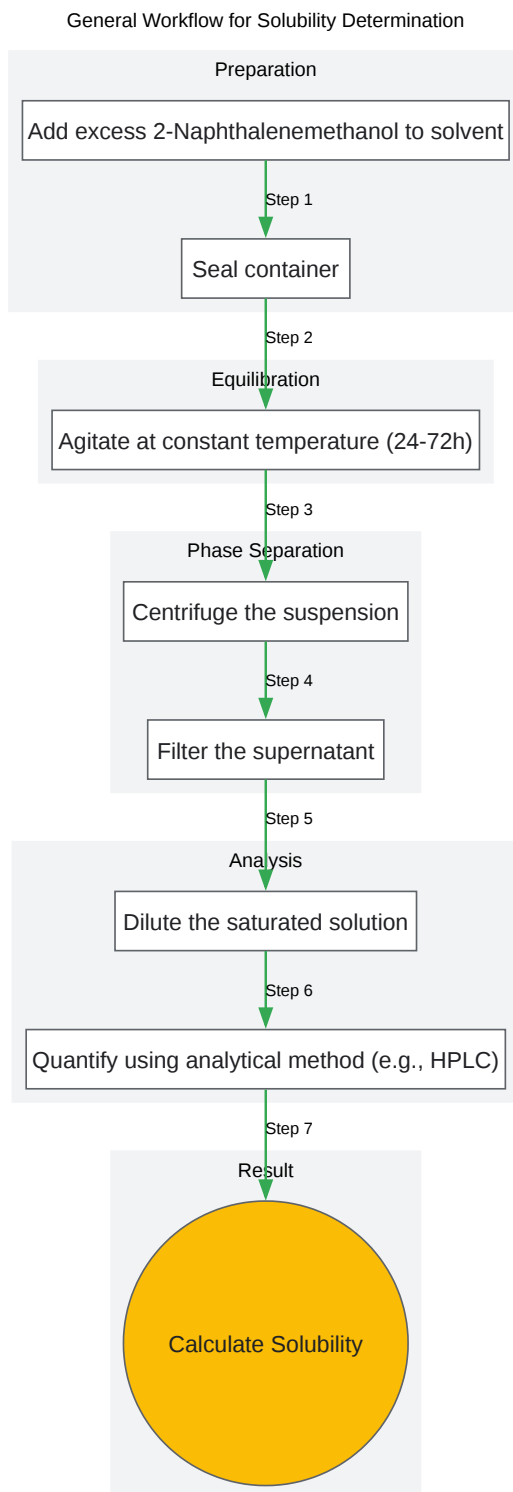 General Workflow for Solubility Determination
Preparation
Add excess 2-Naphthalenemethanol to solvent
Step 1
Seal container
Step 2
Equilibration
Agitate at constant temperature (24-72h)
Step 3
Phase Separation
Centrifuge the suspension
Step 4
Filter the supernatant
Step 5
Analysis
Dilute the saturated solution
Step 6
Quantify using analytical method (e.g., HPLC)
Step 7
Result
Calculate Solubility